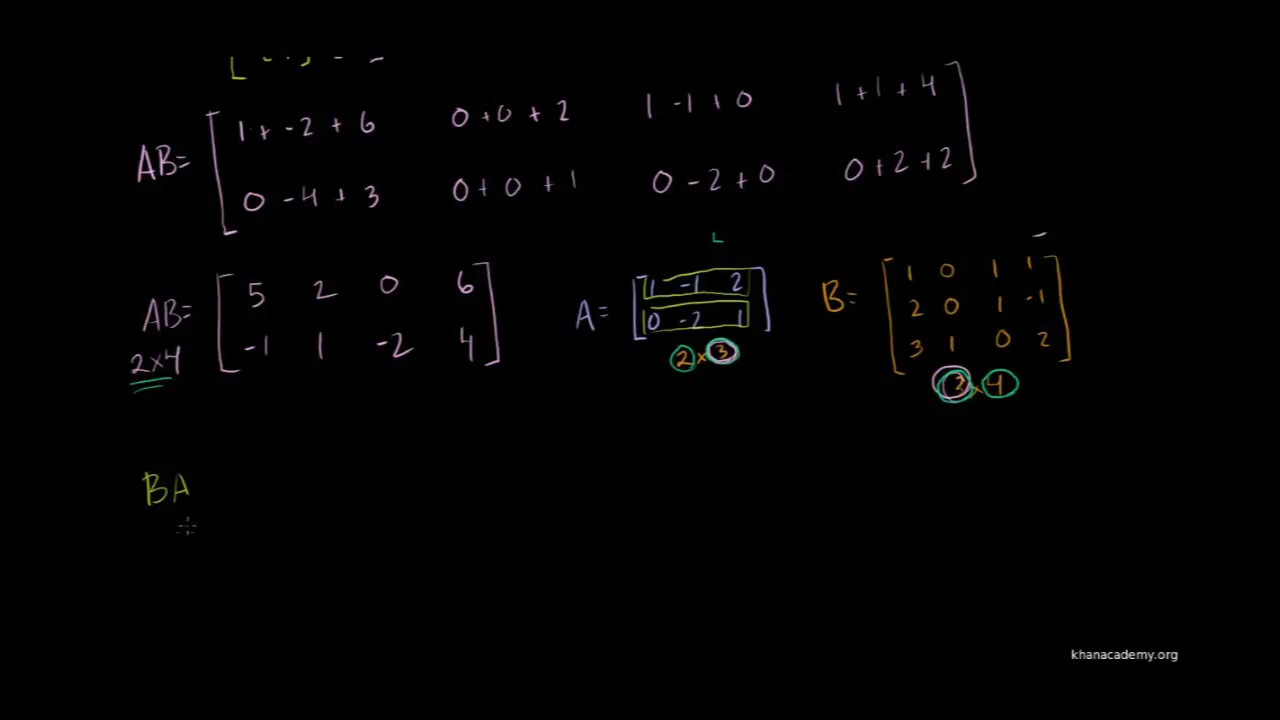 AB = [ 1 + -2 + 6 0 + 0 + 2 1 - 1 + 0 1 + 1 + 4
0 - 4 + 3 0 + 0 + 1 0 - 2 + 0 0 + 2 + 2 ]
AB = [ 5 2 0 6
-1 1 -2 4 ]
2×4
A = [ 1 -1 2
0 -2 1 ]
2 × 3
B = [ 1 0 1 1
2 0 1 -1
3 1 0 2 ]
3 × 4
BA
khanacademy.org